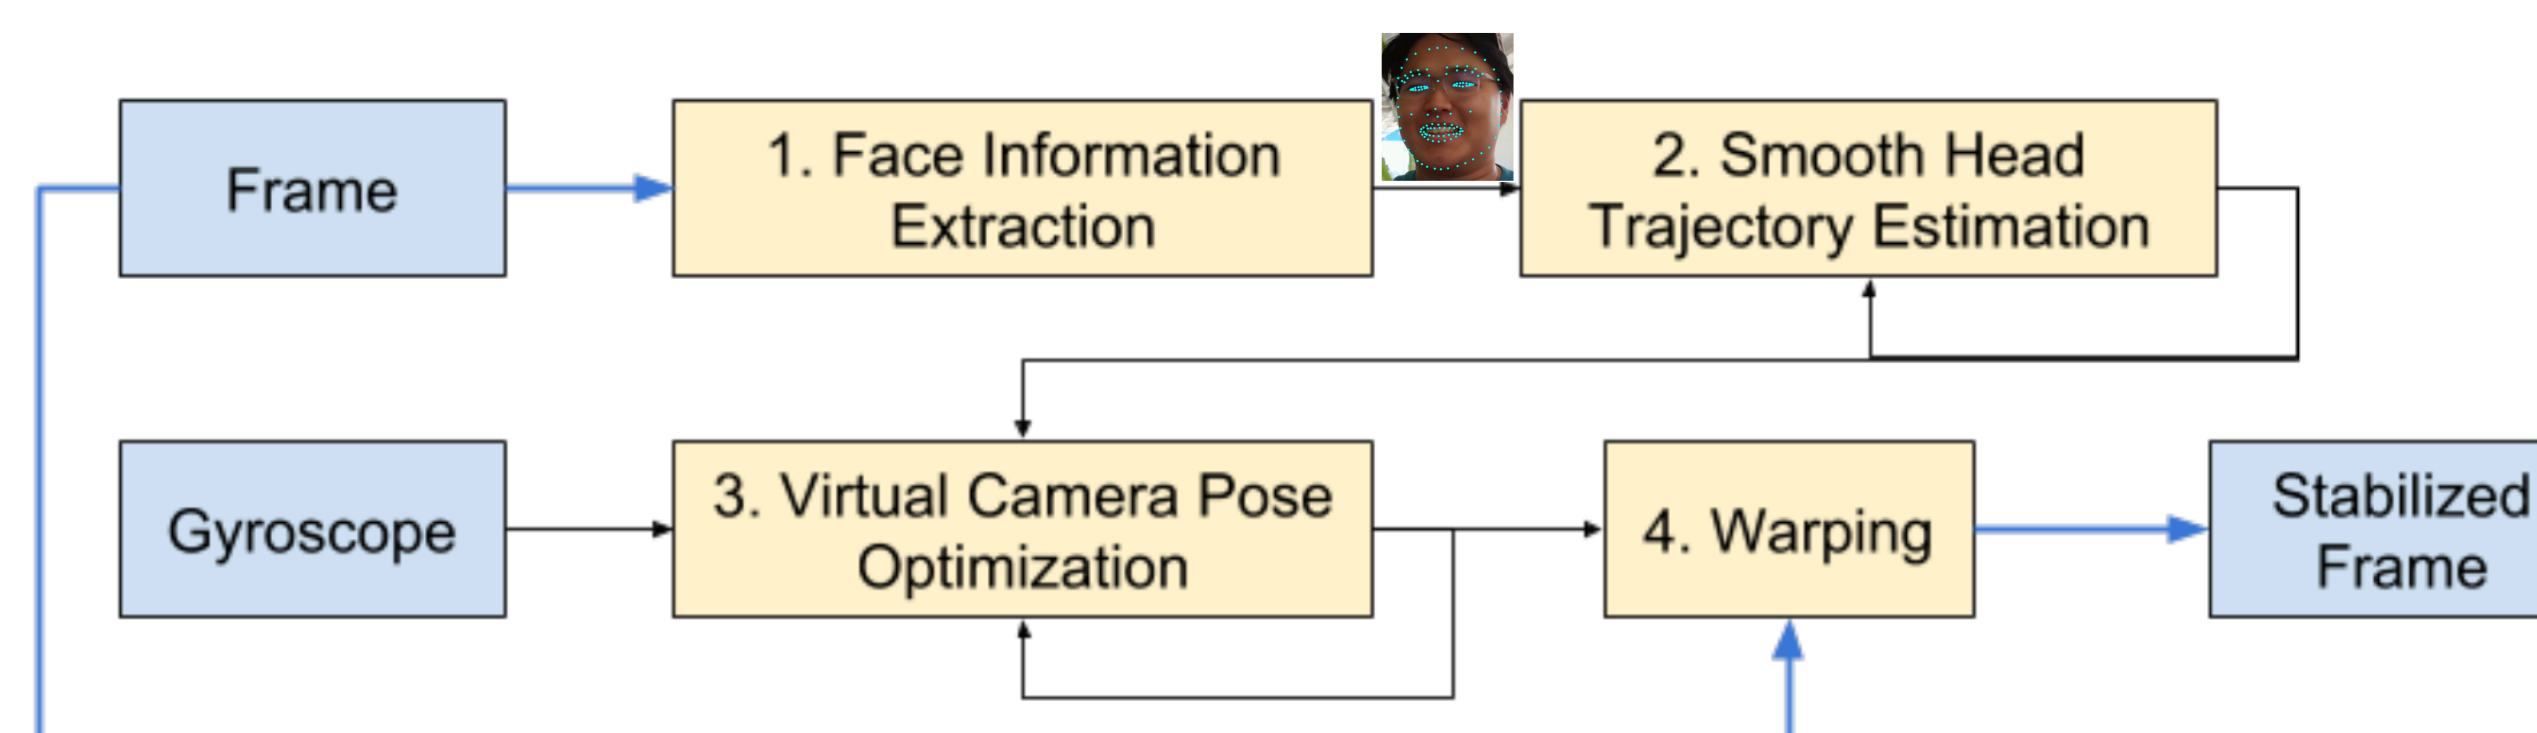 Frame
1. Face Information
Extraction
2. Smooth Head
Trajectory Estimation
Gyroscope
3. Virtual Camera Pose
Optimization
4. Warping
Stabilized
Frame